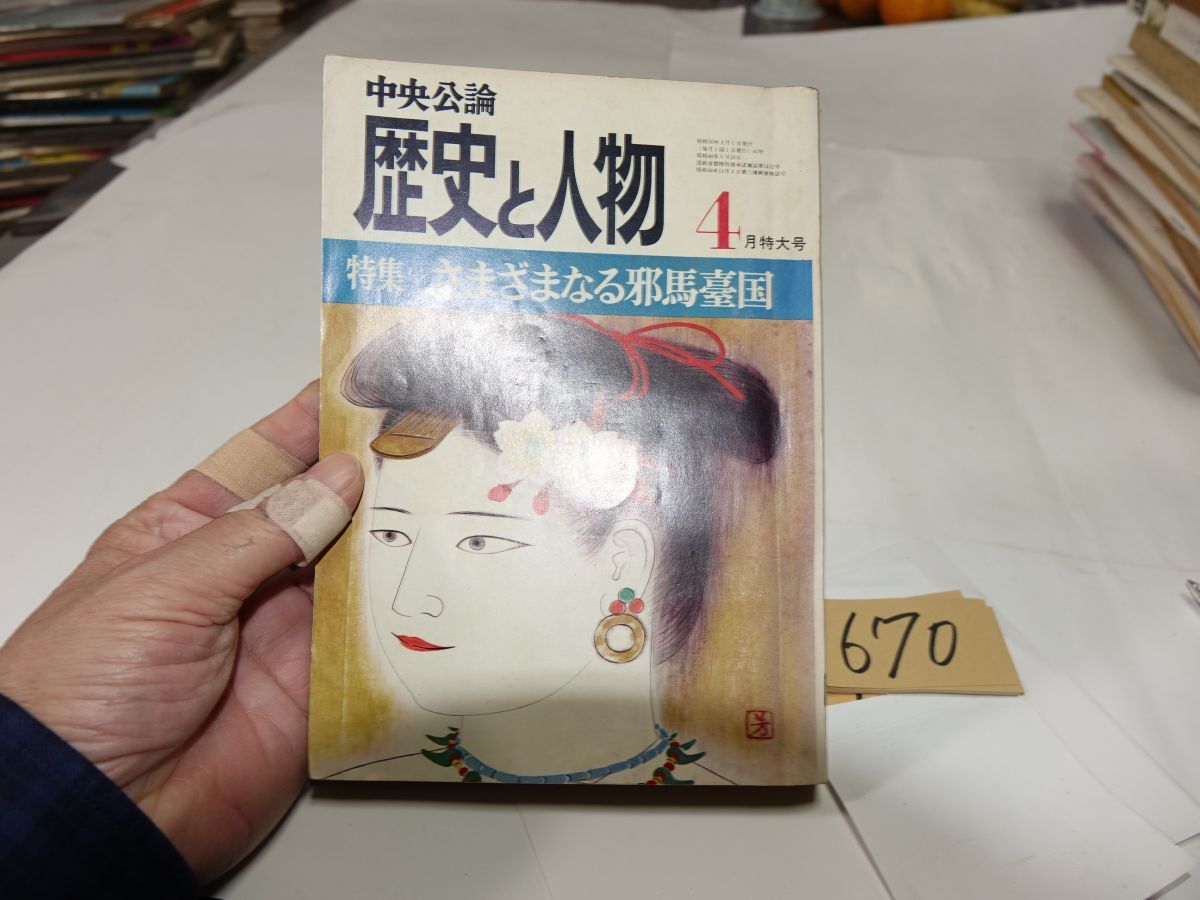 中央公論
歴史と人物
4月特大号
特集 さまざまなる邪馬臺国
芳
670